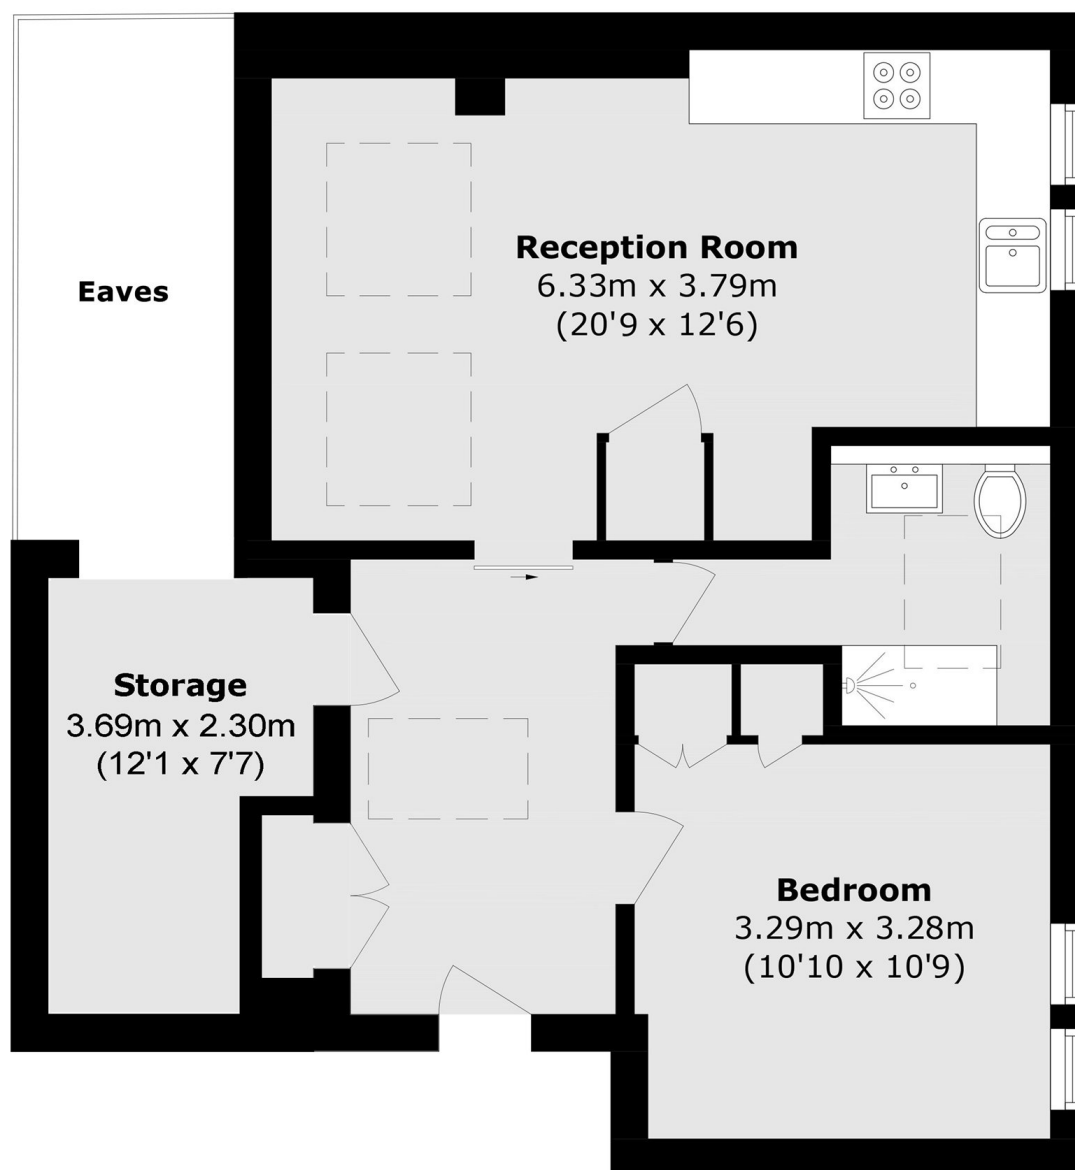 Reception Room
6.33m x 3.79m
(20'9 x 12'6)
Eaves
Storage
3.69m x 2.30m
(12'1 x 7'7)
Bedroom
3.29m x 3.28m
(10'10 x 10'9)